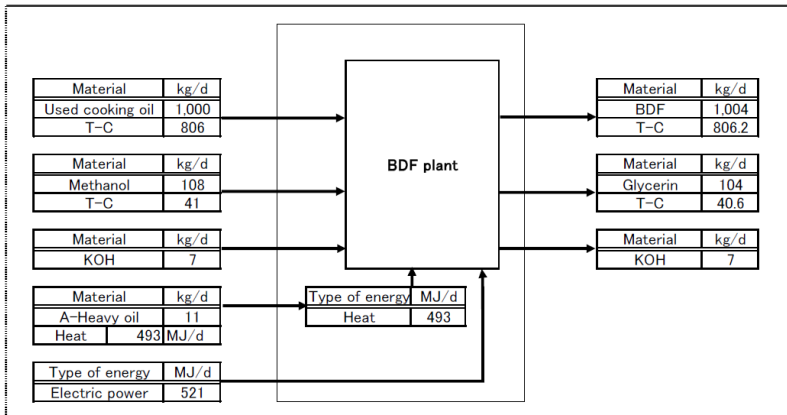 Material kg/d
Used cooking oil 1,000
T-C 806
Material kg/d
Methanol 108
T-C 41
Material kg/d
KOH 7
Material kg/d
A-Heavy oil 11
Heat 493 MJ/d
Type of energy MJ/d
Electric power 521
BDF plant
Type of energy MJ/d
Heat 493
Material kg/d
BDF 1,004
T-C 806.2
Material kg/d
Glycerin 104
T-C 40.6
Material kg/d
KOH 7